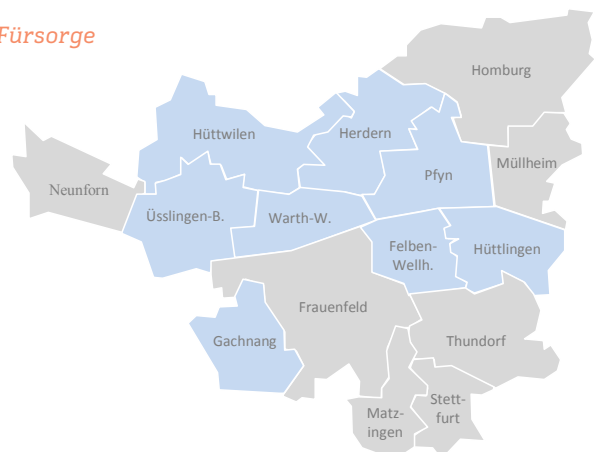 Fürsorge
Homburg
Hüttwilen
Herdern
Müllheim
Neunforn
Pfyn
Üsslingen-B.
Warth-W.
Felben-
Wellh.
Hüttlingen
Frauenfeld
Gachnang
Thundorf
Matz-
ingen
Stett-
furt